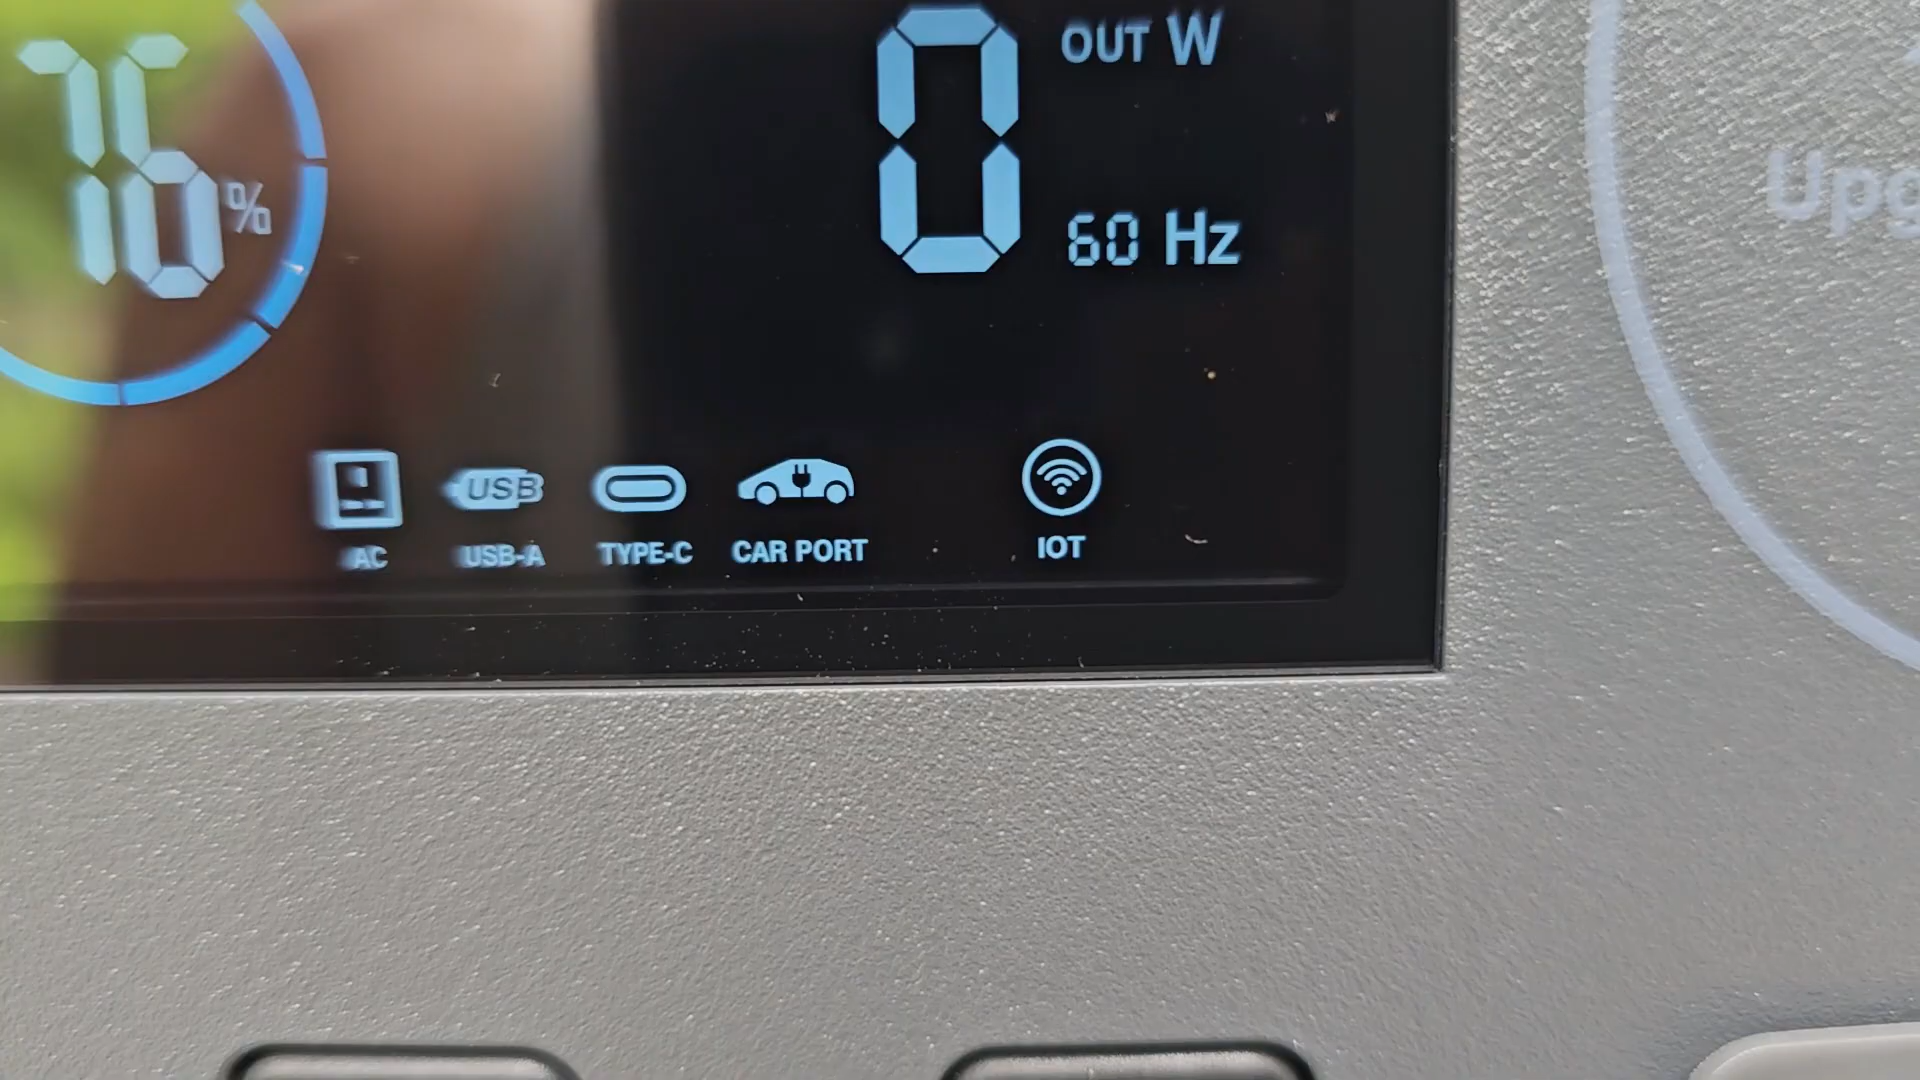 76%
0 OUT W
60 Hz
USB
AC USB-A TYPE-C CAR PORT IOT